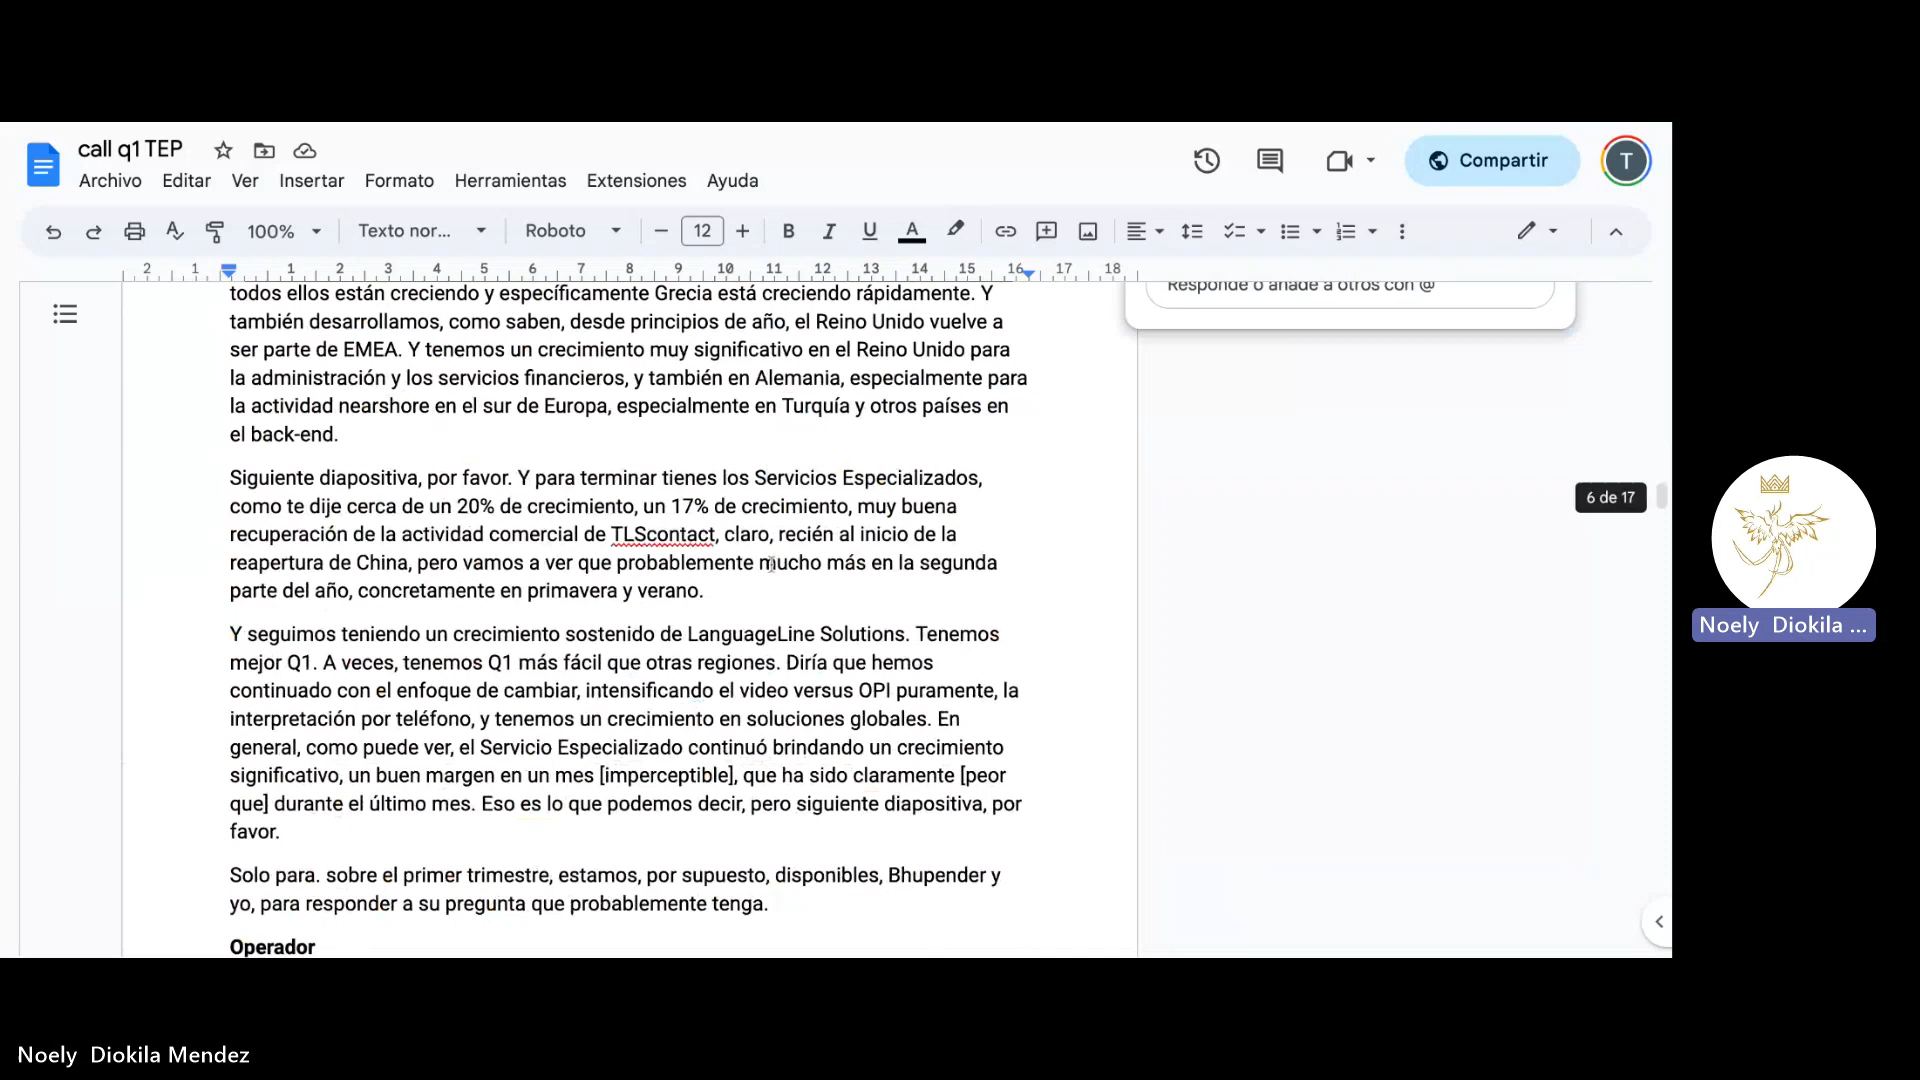 call q1 TEP
Archivo Editar Ver Insertar Formato Herramientas Extensiones Ayuda
Compartir
T
100% Texto nor... Roboto 12 B I U A
2 1 1 2 3 4 5 6 7 8 9 10 11 12 13 14 15 16 17 18
todos ellos están creciendo y específicamente Grecia está creciendo rápidamente. Y
también desarrollamos, como saben, desde principios de año, el Reino Unido vuelve a
ser parte de EMEA. Y tenemos un crecimiento muy significativo en el Reino Unido para
la administración y los servicios financieros, y también en Alemania, especialmente para
la actividad nearshore en el sur de Europa, especialmente en Turquía y otros países en
el back-end.
Siguiente diapositiva, por favor. Y para terminar tienes los Servicios Especializados,
como te dije cerca de un 20% de crecimiento, un 17% de crecimiento, muy buena
recuperación de la actividad comercial de TLScontact, claro, recién al inicio de la
reapertura de China, pero vamos a ver que probablemente mucho más en la segunda
parte del año, concretamente en primavera y verano.
Y seguimos teniendo un crecimiento sostenido de LanguageLine Solutions. Tenemos
mejor Q1. A veces, tenemos Q1 más fácil que otras regiones. Diría que hemos
continuado con el enfoque de cambiar, intensificando el video versus OPI puramente, la
interpretación por teléfono, y tenemos un crecimiento en soluciones globales. En
general, como puede ver, el Servicio Especializado continuó brindando un crecimiento
significativo, un buen margen en un mes [imperceptible], que ha sido claramente [peor
que] durante el último mes. Eso es lo que podemos decir, pero siguiente diapositiva, por
favor.
Solo para. sobre el primer trimestre, estamos, por supuesto, disponibles, Bhupender y
yo, para responder a su pregunta que probablemente tenga.
Operador
Responde o añade a otros con @
6 de 17
Noely Diokila ...
Noely Diokila Mendez